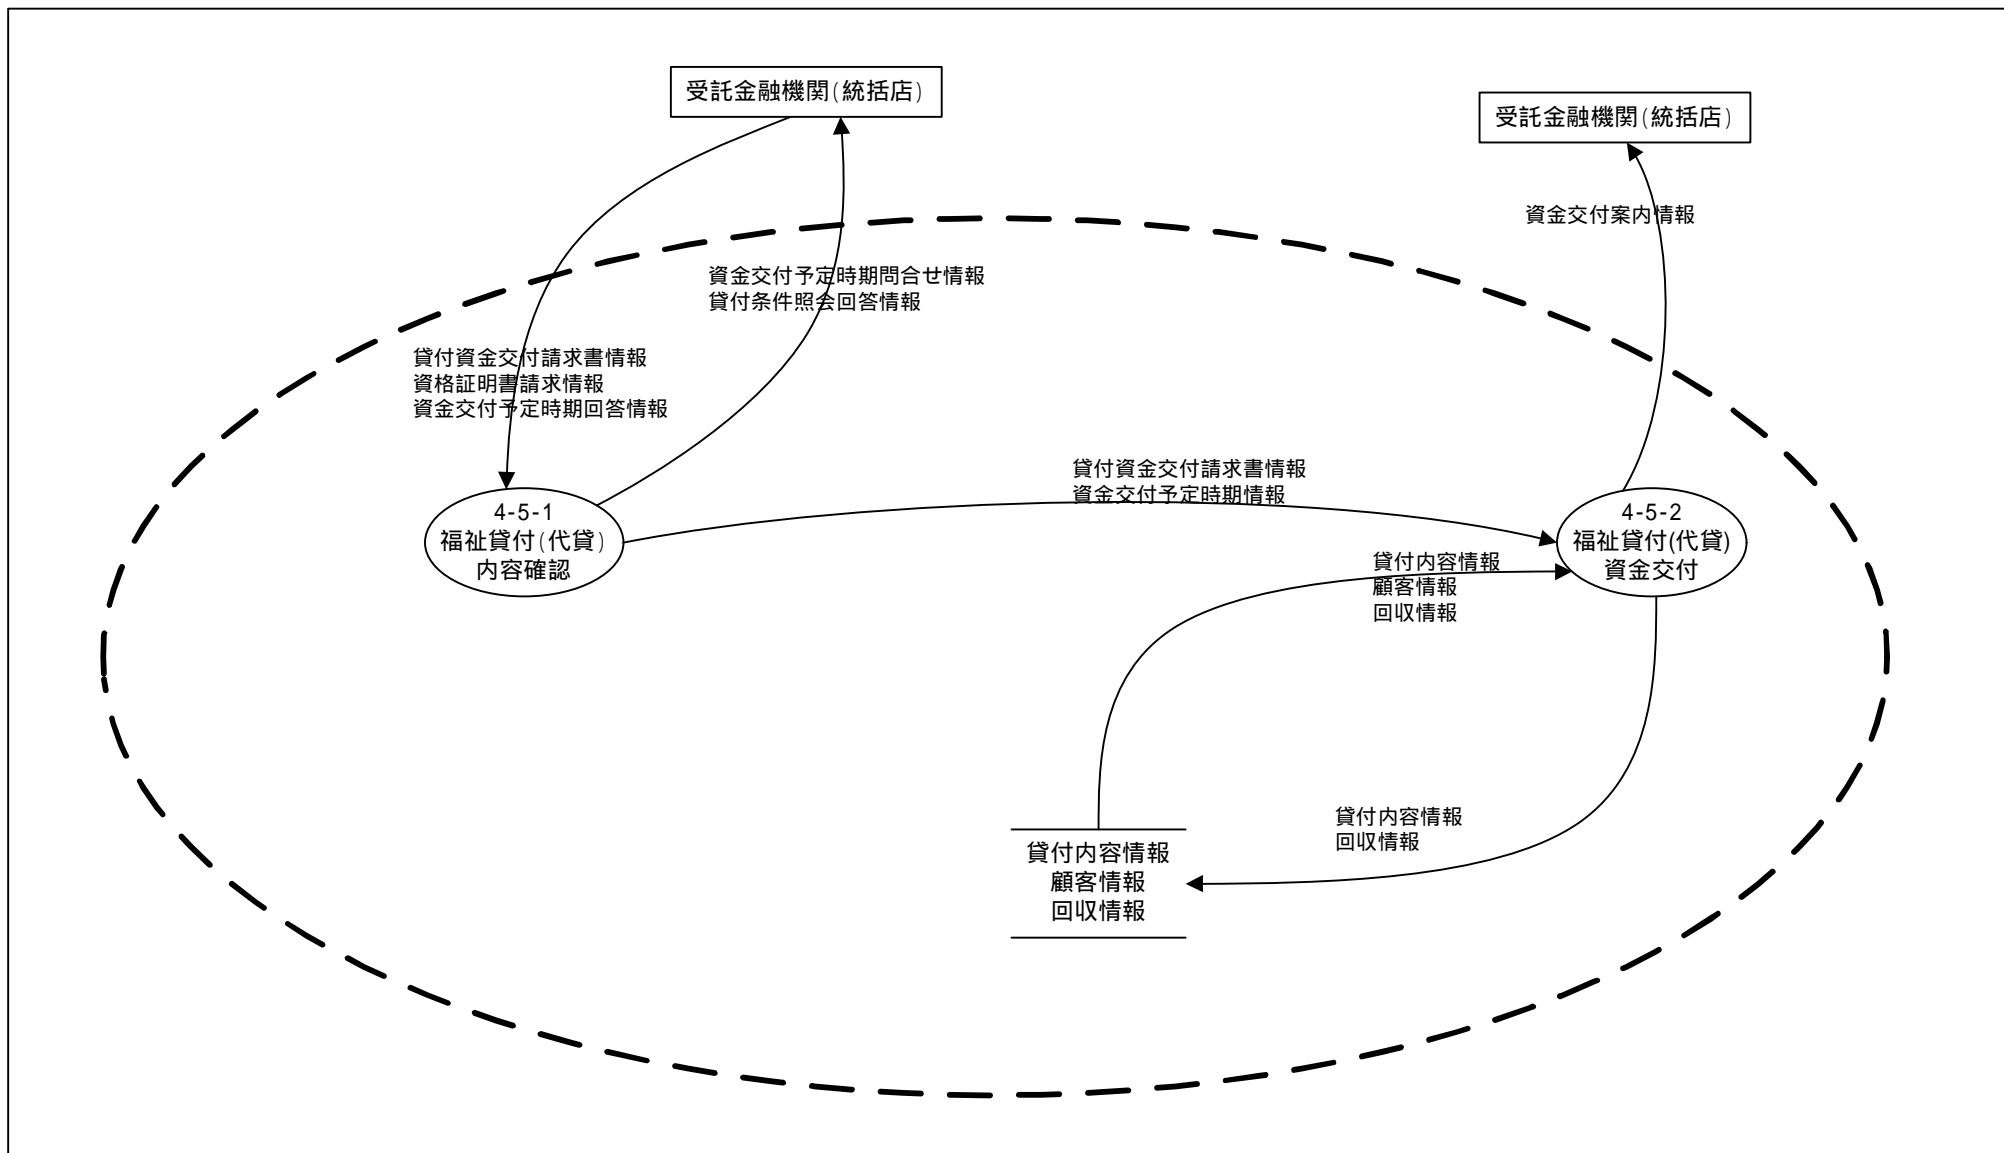 受託金融機関(統括店)
受託金融機関(統括店)
資金交付案内情報
資金交付予定時期問合せ情報
貸付条件照会回答情報
貸付資金交付請求書情報
資格証明書請求情報
資金交付予定時期回答情報
貸付資金交付請求書情報
資金交付予定時期情報
4-5-1
福祉貸付(代貸)
内容確認
4-5-2
福祉貸付(代貸)
資金交付
貸付内容情報
顧客情報
回収情報
貸付内容情報
回収情報
貸付内容情報
顧客情報
回収情報